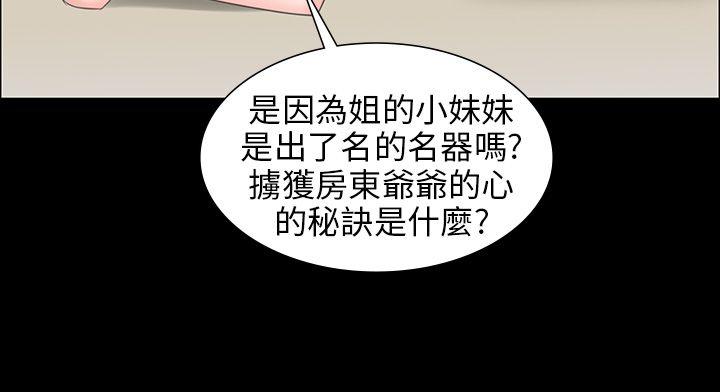 是因為姐的小妹妹
是出了名的名器嗎?
擄獲房東爺爺的心
的秘訣是什麼?